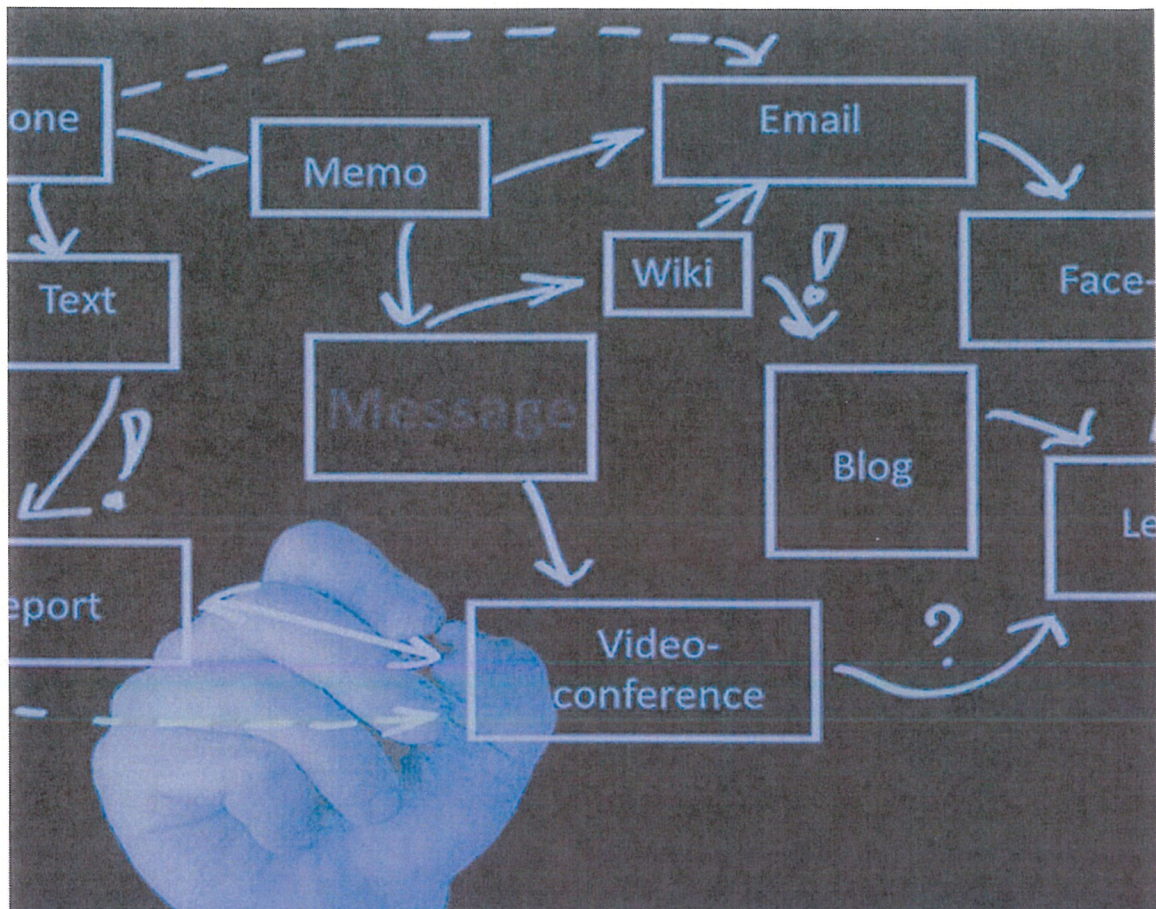 one
Memo
Email
Text
Wiki
!
Face-
Message
!
Blog
Le
eport
Video-
conference
?